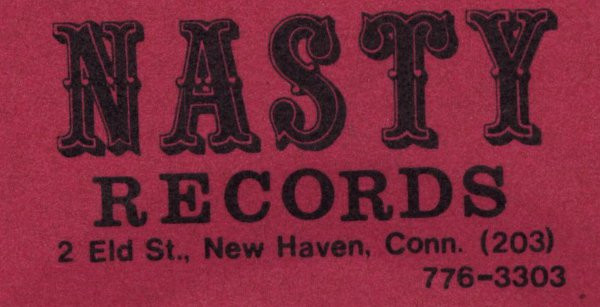 NASTY
RECORDS
2 Eld St., New Haven, Conn. (203)
776-3303